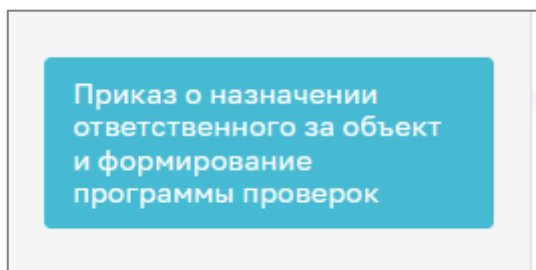 Приказ о назначении
ответственного за объект
и формирование
программы проверок